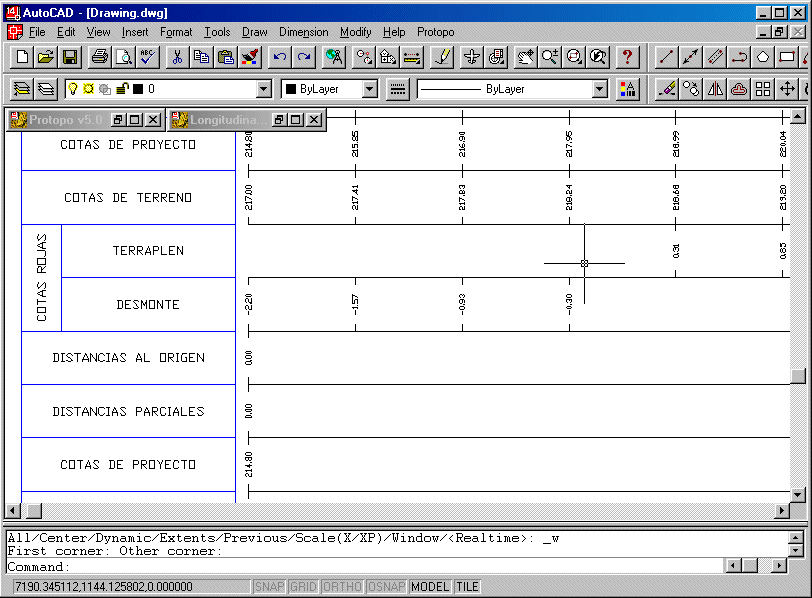 AutoCAD - [Drawing.dwg]
File Edit View Insert Format Tools Draw Dimension Modify Help Protopo
0 ByLayer ByLayer
Protopo v5.0 Longitudina...
COTAS DE PROYECTO 214.80 215.85 216.90 217.95 218.99 220.04
COTAS DE TERRENO 217.00 217.41 217.83 218.68 219.20
COTAS ROJAS
TERRAPLEN 0.31 0.85
DESMONTE -2.20 -1.57 -0.93 -0.30
DISTANCIAS AL ORIGEN 0.00
DISTANCIAS PARCIALES 0.00
COTAS DE PROYECTO 214.80
All/Center/Dynamic/Extents/Previous/Scale(X/XP)/Window/<Realtime>: _w
First corner: Other corner:
Command:
7190.345112,1144.125802,0.000000 SNAP GRID ORTHO OSNAP MODEL TILE